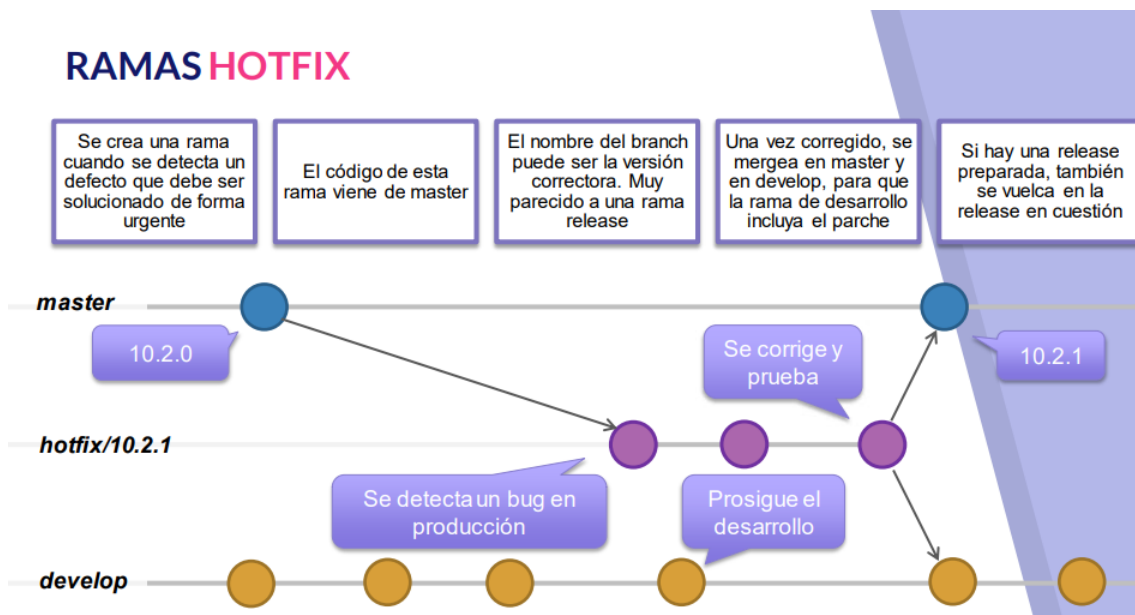 RAMAS HOTFIX
Se crea una rama
cuando se detecta un
defecto que debe ser
solucionado de forma
urgente
El código de esta
rama viene de master
El nombre del branch
puede ser la versión
correctora. Muy
parecido a una rama
release
Una vez corregido, se
mergea en master y
en develop, para que
la rama de desarrollo
incluya el parche
Si hay una release
preparada, también
se vuelca en la
release en cuestión
master
10.2.0
Se corrige y
prueba
10.2.1
hotfix/10.2.1
Se detecta un bug en
producción
Prosigue el
desarrollo
develop